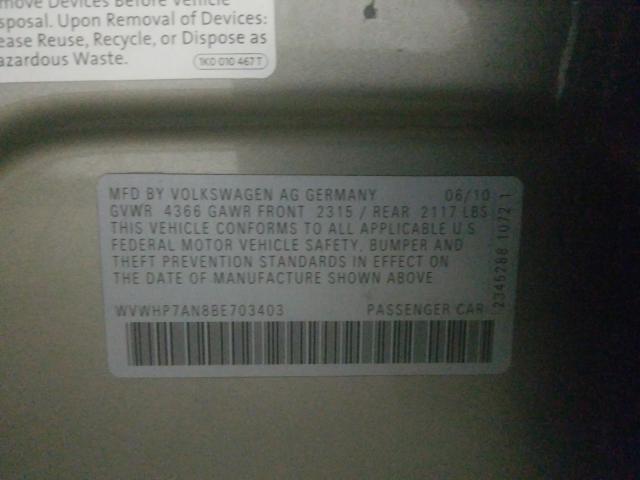 move Devices Before Vehicle
sposal. Upon Removal of Devices:
ease Reuse, Recycle, or Dispose as
azardous Waste.
1K0 010 467 T
MFD BY VOLKSWAGEN AG GERMANY 06/10
GVWR 4366 GAWR FRONT 2315 / REAR 2117 LBS
THIS VEHICLE CONFORMS TO ALL APPLICABLE U.S
FEDERAL MOTOR VEHICLE SAFETY, BUMPER AND
THEFT PREVENTION STANDARDS IN EFFECT ON
THE DATE OF MANUFACTURE SHOWN ABOVE
WVWHP7AN8BE703403 PASSENGER CAR
2345288 1072 1